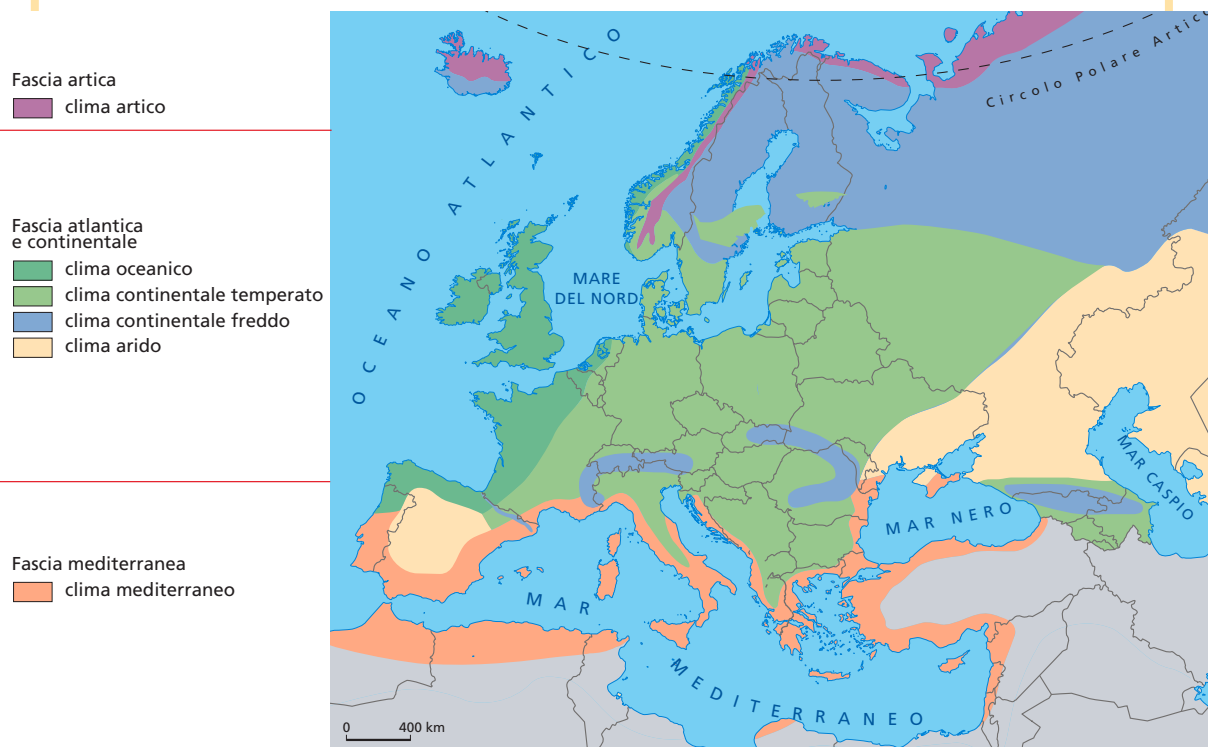 Fascia artica
clima artico
Fascia atlantica
e continentale
clima oceanico
clima continentale temperato
clima continentale freddo
clima arido
Fascia mediterranea
clima mediterraneo
OCEANO ATLANTICO
Circolo Polare Artico
MARE
DEL NORD
MAR CASPIO
MAR NERO
MAR
MEDITERRANEO
0 400 km